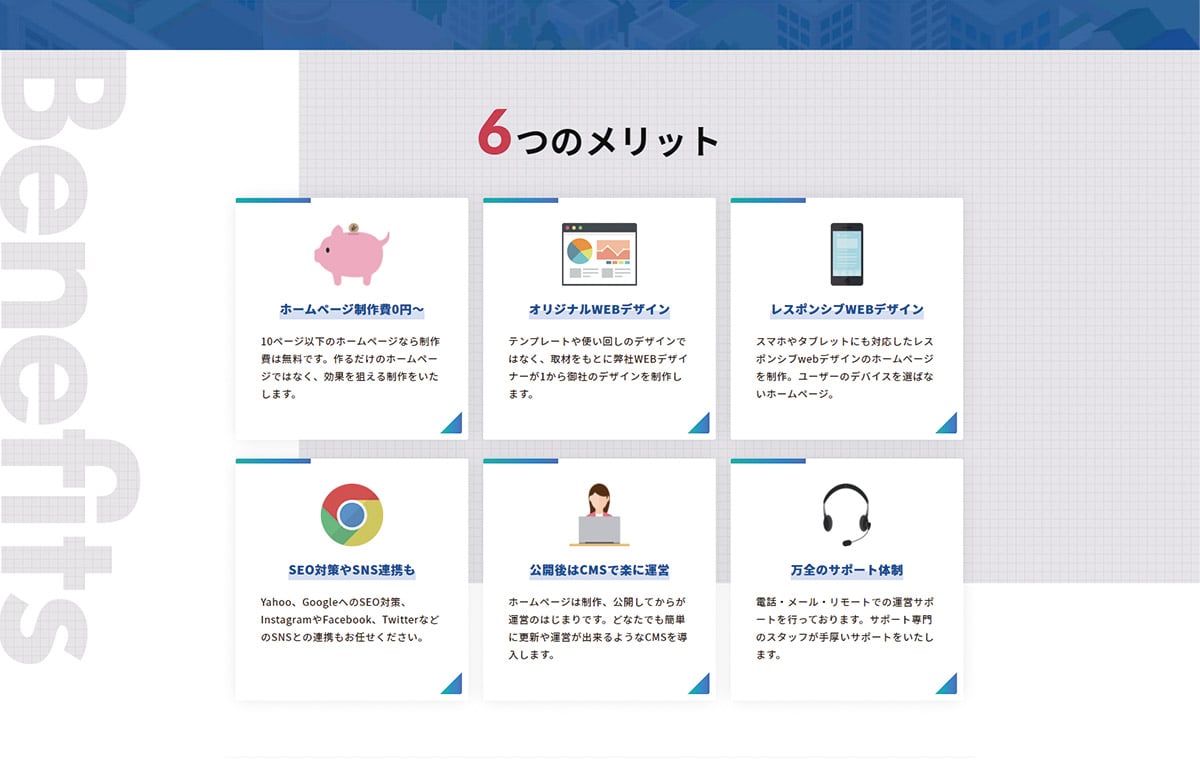 Benefits
6つのメリット
ホームページ制作費0円〜
10ページ以下のホームページなら制作
費は無料です。作るだけのホームペー
ジではなく、効果を狙える制作をいた
します。
オリジナルWEBデザイン
テンプレートや使い回しのデザインで
はなく、取材をもとに弊社WEBデザイ
ナーが1から御社のデザインを制作し
ます。
レスポンシブWEBデザイン
スマホやタブレットにも対応したレス
ポンシブwebデザインのホームページ
を制作。ユーザーのデバイスを選ばな
いホームページ。
SEO対策やSNS連携も
Yahoo、GoogleへのSEO対策、
InstagramやFacebook、Twitterなど
のSNSとの連携もお任せください。
公開後はCMSで楽に運営
ホームページは制作、公開してからが
運営のはじまりです。どなたでも簡単
に更新や運営が出来るようなCMSを導
入します。
万全のサポート体制
電話・メール・リモートでの運営サポ
ートを行っております。サポート専門
のスタッフが手厚いサポートをいたし
ます。